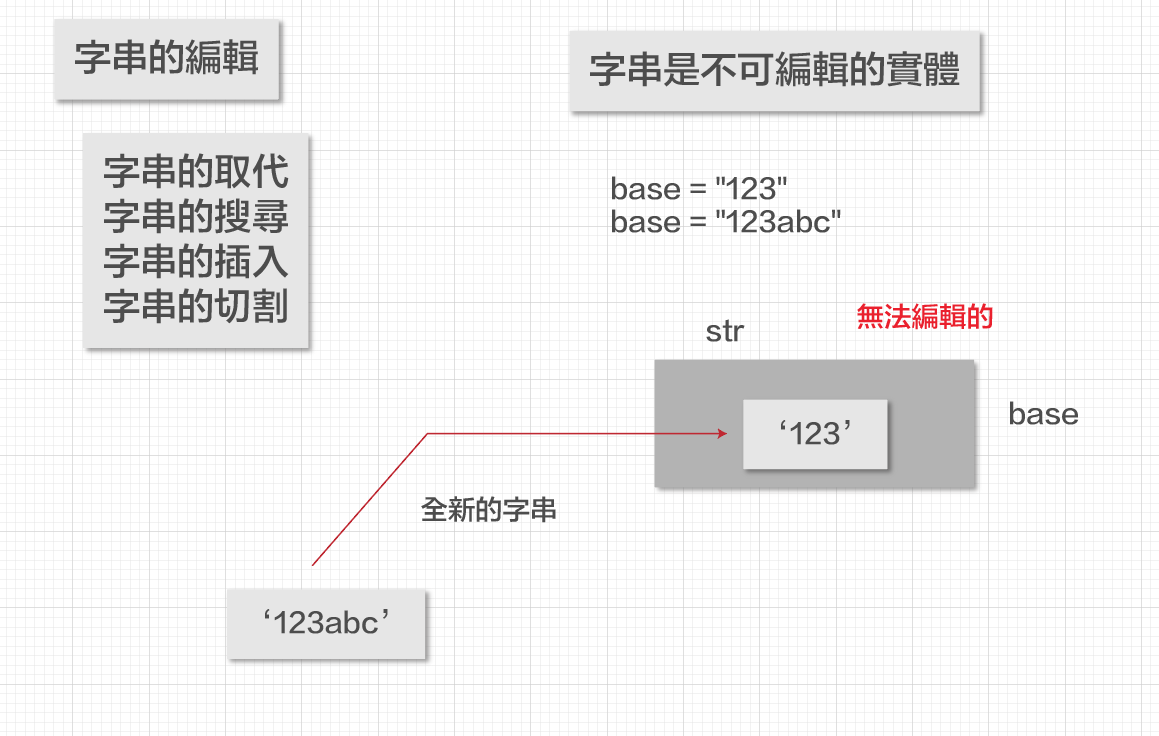 字串的編輯
字串的取代
字串的搜尋
字串的插入
字串的切割
字串是不可編輯的實體
base = "123"
base = "123abc"
str
無法編輯的
‘123’
base
全新的字串
‘123abc’